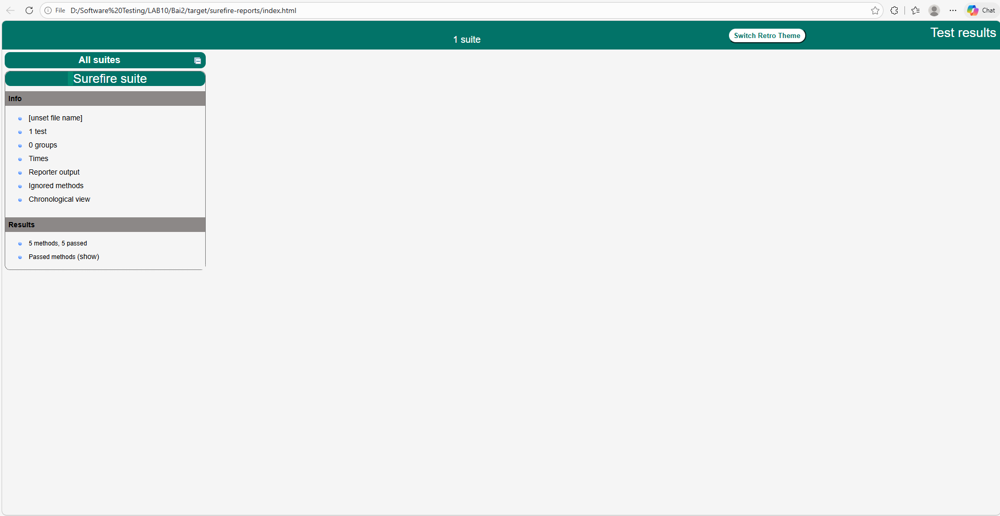 File D:/Software%20Testing/LAB10/Bai2/target/surefire-reports/index.html
Chat
1 suite
Switch Retro Theme
Test results
All suites
Surefire suite
Info
[unset file name]
1 test
0 groups
Times
Reporter output
Ignored methods
Chronological view
Results
5 methods, 5 passed
Passed methods (show)